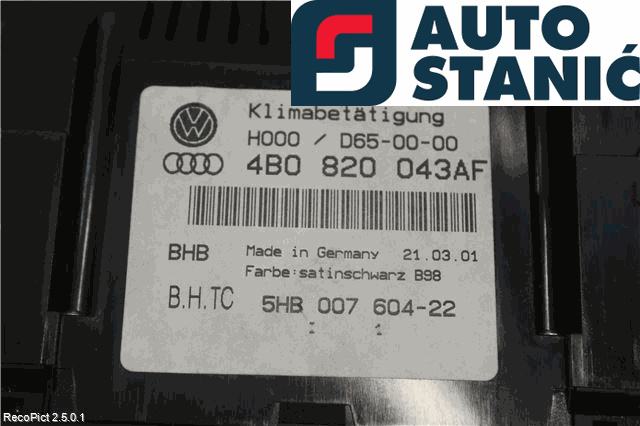 AUTO
STANIĆ
Klimabetätigung
H000 / D65-00-00
4B0 820 043AF
BHB Made in Germany 21.03.01
Farbe:satinschwarz B98
B.H.TC 5HB 007 604-22
I 1
RecoPict 2.5.0.1